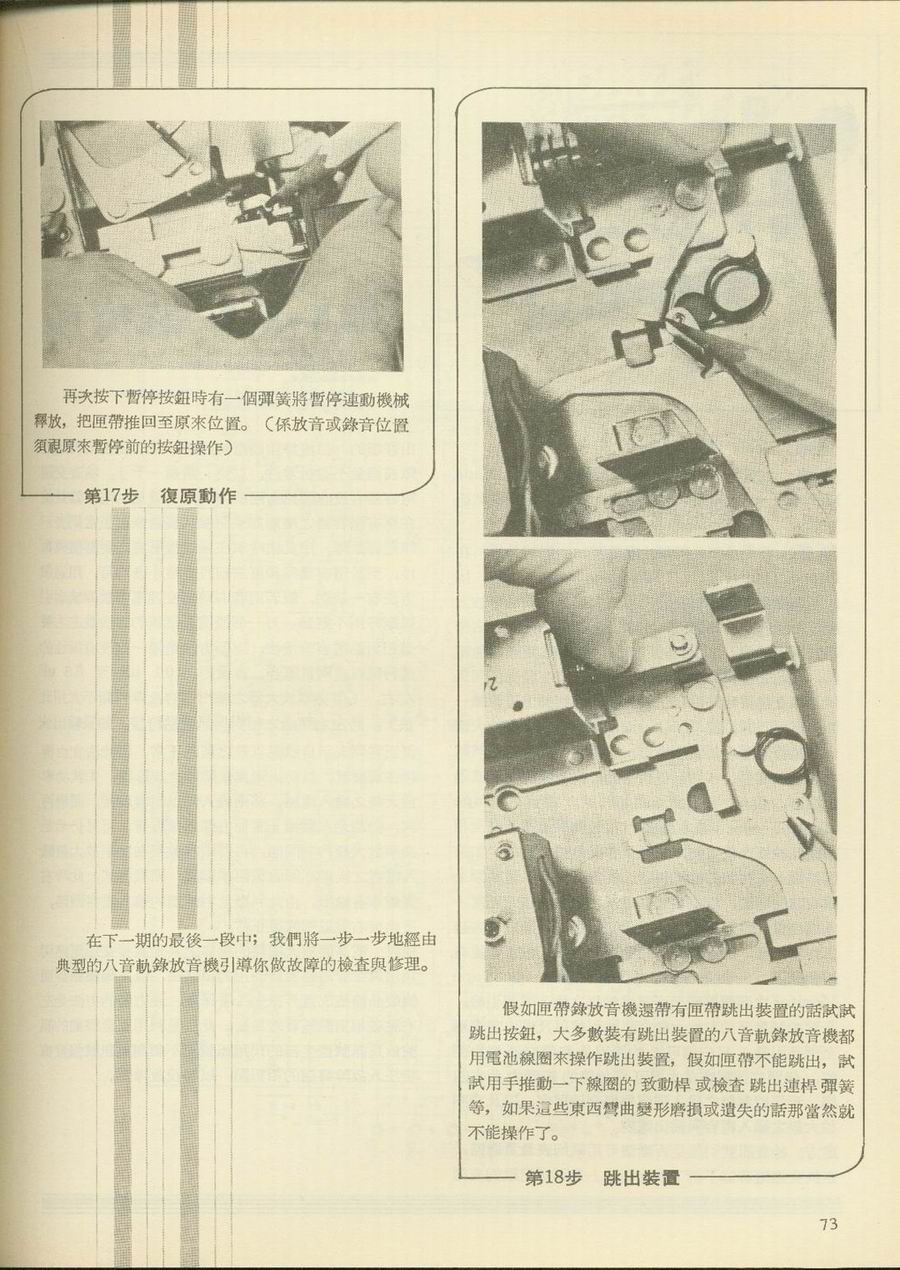 再次按下暫停按鈕時有一個彈簧將暫停連動機械
釋放，把匣帶推回至原來位置。（係放音或錄音位置
須視原來暫停前的按鈕操作）
第17步　復原動作
在下一期的最後一段中；我們將一步一步地經由
典型的八音軌錄放音機引導你做故障的檢查與修理。
假如匣帶錄放音機還帶有匣帶跳出裝置的話試試
跳出按鈕，大多數裝有跳出裝置的八音軌錄放音機都
用電池線圈來操作跳出裝置，假如匣帶不能跳出，試
試用手推動一下線圈的 致動桿 或檢查 跳出連桿 彈簧
等，如果這些東西彎曲變形磨損或遺失的話那當然就
不能操作了。
第18步　跳出裝置
73